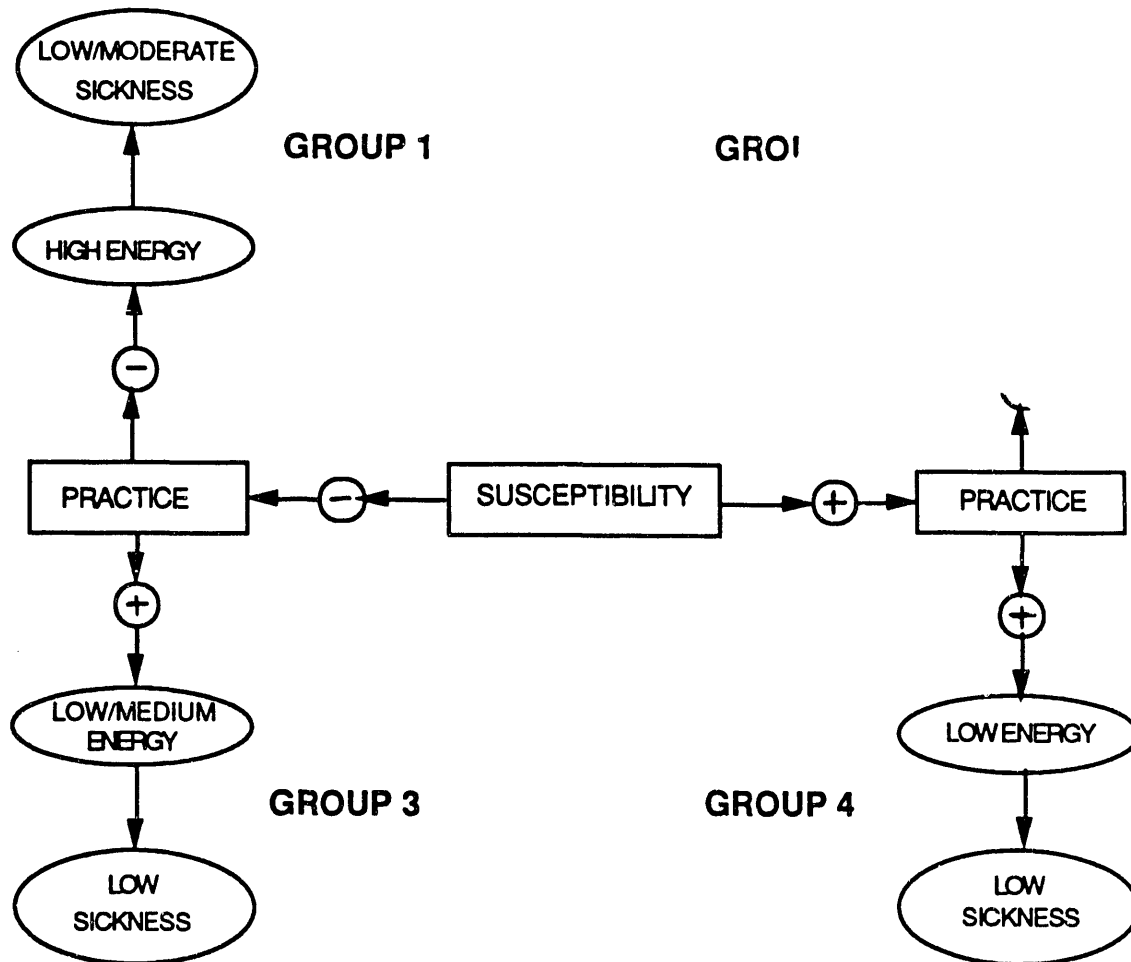 LOW/MODERATE
SICKNESS
GROUP 1
HIGH ENERGY
−
PRACTICE
−
SUSCEPTIBILITY
+
PRACTICE
+
+
LOW/MEDIUM
ENERGY
LOW ENERGY
GROUP 3
GROUP 4
LOW
SICKNESS
LOW
SICKNESS